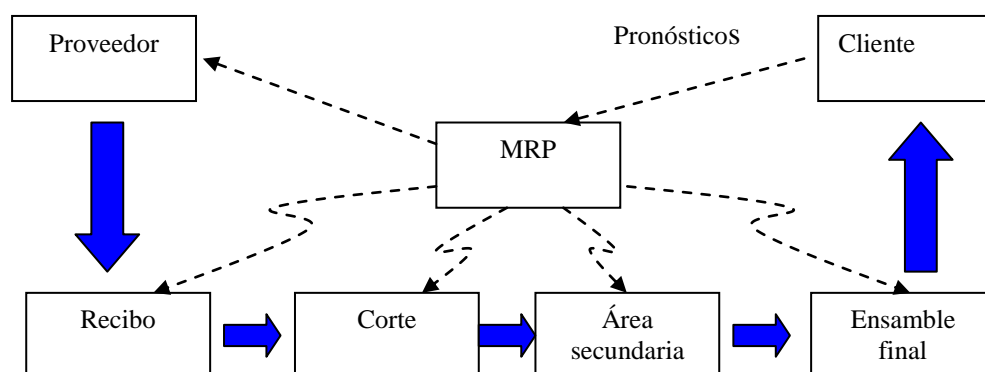 Proveedor
Pronósticos
Cliente
MRP
Recibo
Corte
Área
secundaria
Ensamble
final